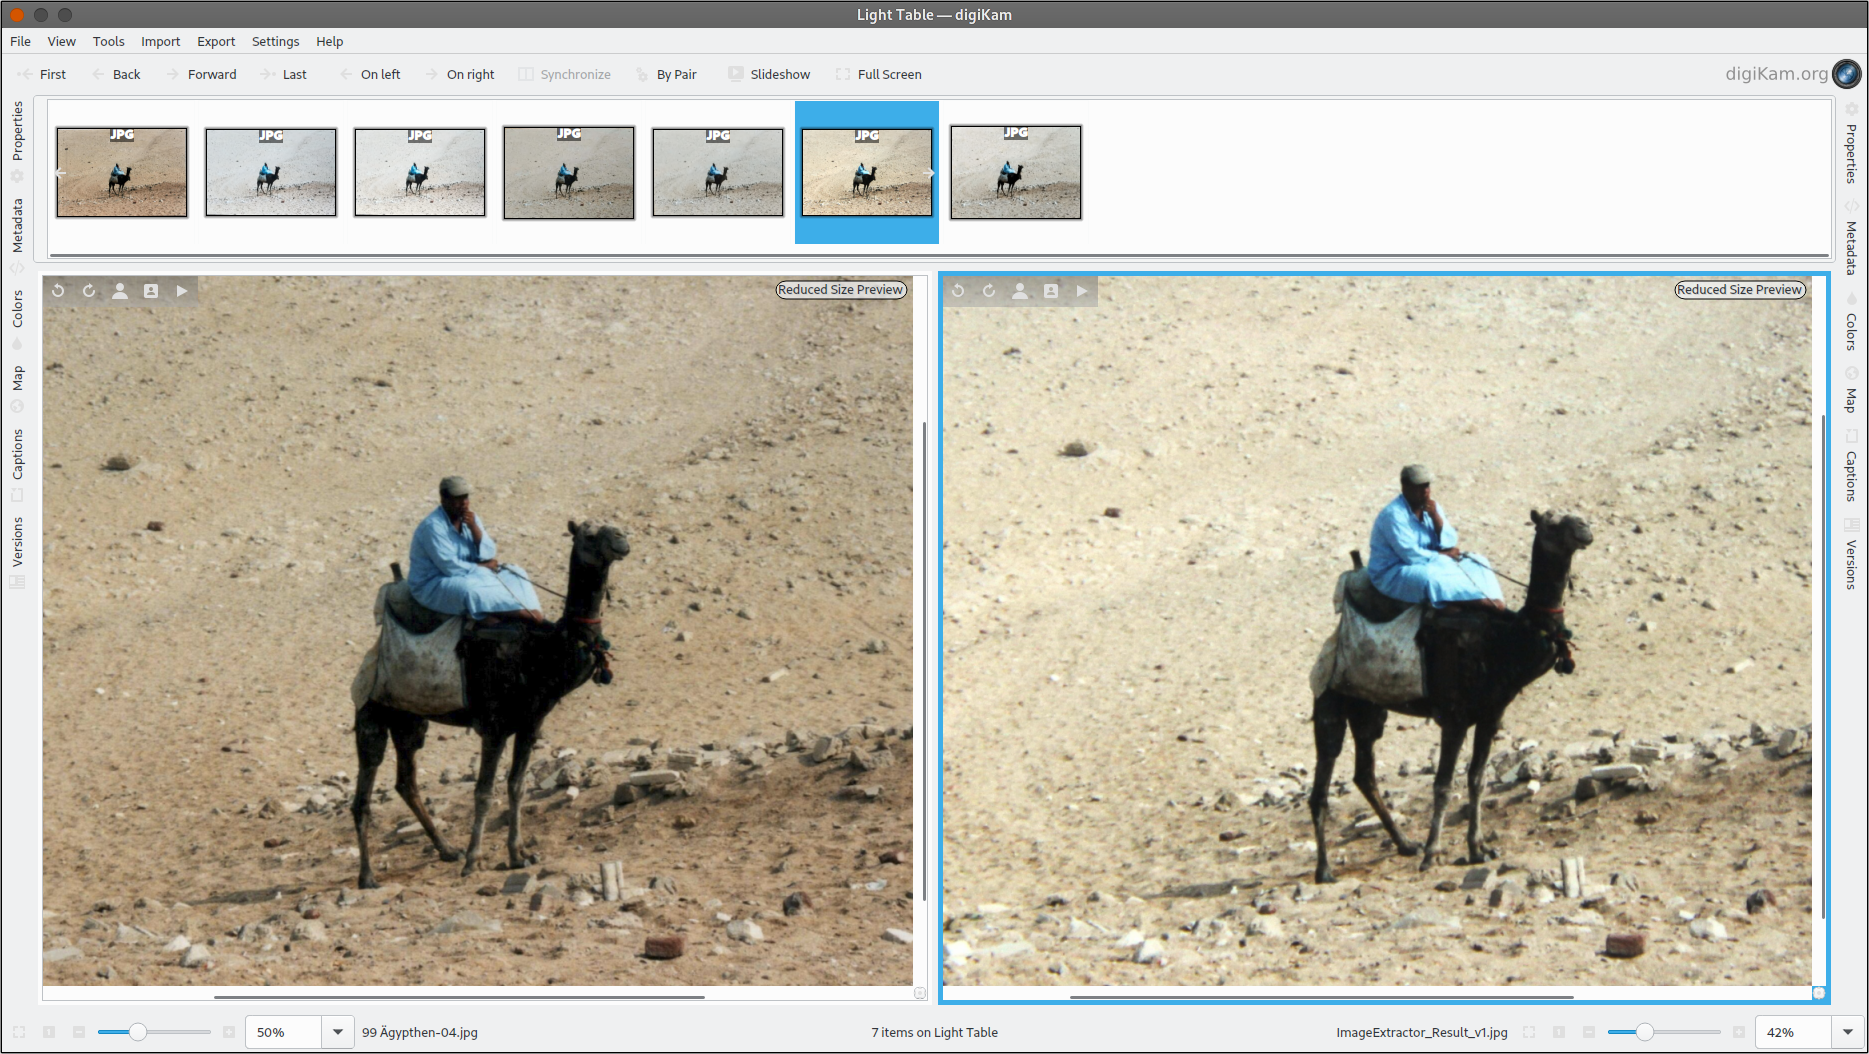 Light Table — digiKam
File View Tools Import Export Settings Help
First Back Forward Last On left On right Synchronize By Pair Slideshow Full Screen digiKam.org
Properties
Metadata
Colors
Map
Captions
Versions
JPG JPG JPG JPG JPG JPG JPG
Reduced Size Preview
Reduced Size Preview
Properties
Metadata
Colors
Map
Captions
Versions
50% 99 Ägypthen-04.jpg 7 items on Light Table ImageExtractor_Result_v1.jpg 42%